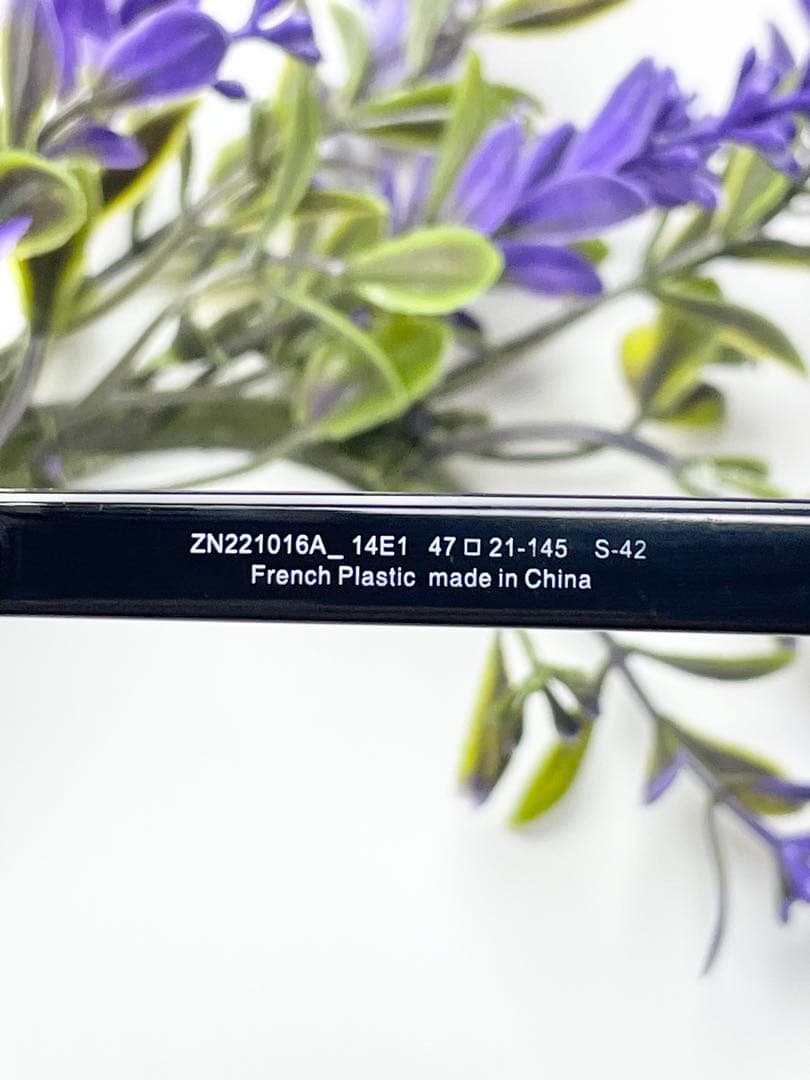 ZN221016A_ 14E1 47□21-145 S-42
French Plastic made in China